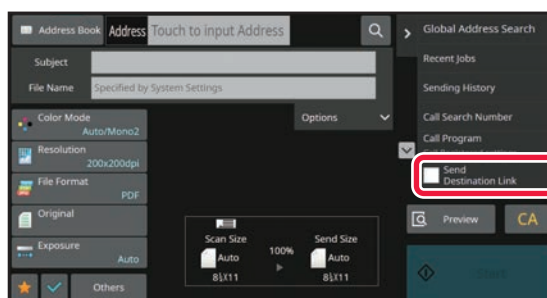 Address Book
Address
Touch to input Address
Subject
File Name
Specified by System Settings
Color Mode
Auto/Mono2
Resolution
200x200dpi
File Format
PDF
Original
Exposure
Auto
Others
Options
Scan Size
Auto
8½X11
100%
Send Size
Auto
8½X11
Global Address Search
Recent Jobs
Sending History
Call Search Number
Call Program
Send
Destination Link
Preview
CA
Start